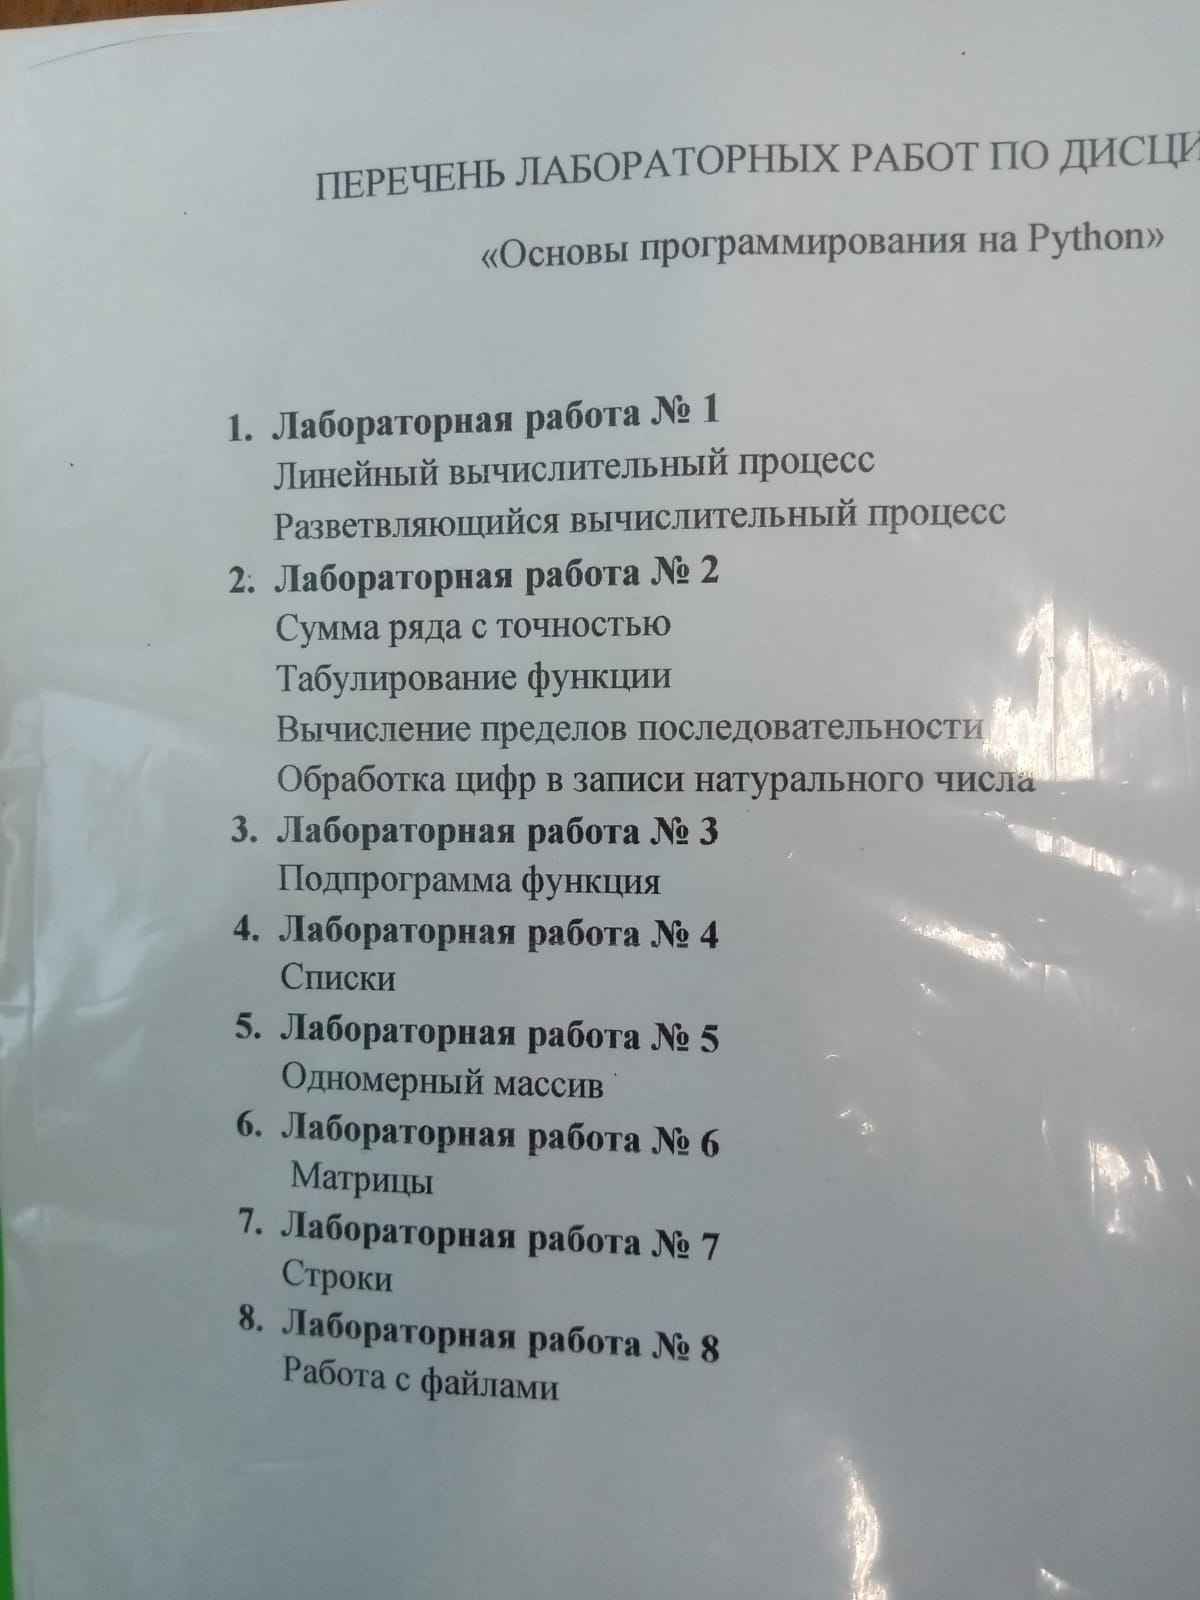 ПЕРЕЧЕНЬ ЛАБОРАТОРНЫХ РАБОТ ПО
«Основы программирования на Python»
1. Лабораторная работа № 1
Линейный вычислительный процесс
Разветвляющийся вычислительный процесс
2. Лабораторная работа № 2
Сумма ряда с точностью
Табулирование функции
Вычисление пределов последовательности
Обработка цифр в записи натурального числа
3. Лабораторная работа № 3
Подпрограмма функция
4. Лабораторная работа № 4
Списки
5. Лабораторная работа № 5
Одномерный массив
6. Лабораторная работа № 6
Матрицы
7. Лабораторная работа № 7
Строки
8. Лабораторная работа № 8
Работа с файлами